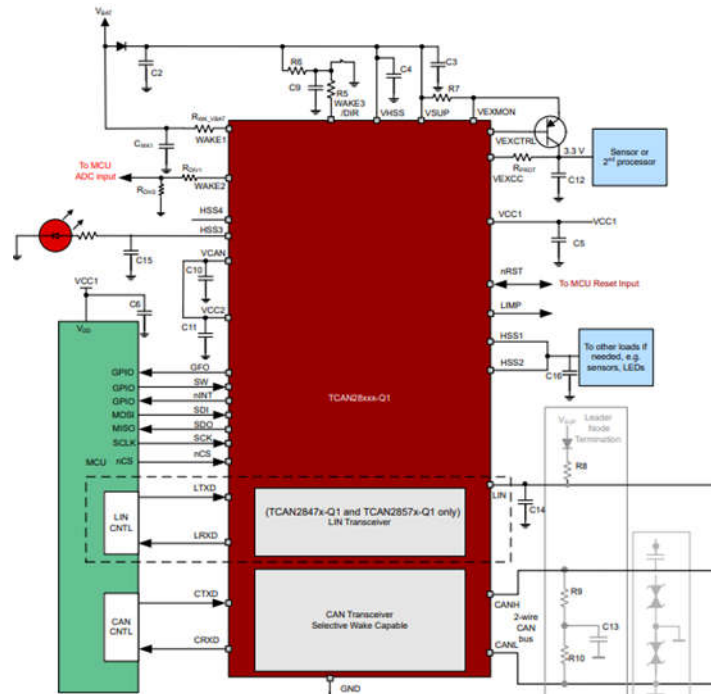 VBAT
C2
R6
C9
R5
WAKE3
/DIR
VHSS
C4
C3
R7
VSUP
VEXMON
RWK_VBAT
WAKE1
VEXCTRL
3.3 V
Sensor or
2nd processor
To MCU
ADC input
RDIV1
WAKE2
RDIV2
VEXCC
RPROT
C12
HSS4
HSS3
C15
VCC1
VCC1
C5
VCAN
C10
nRST
To MCU Reset Input
VCC1
C6
VCC2
C11
LIMP
VDD
HSS1
HSS2
C16
To other loads if
needed, e.g.
sensors, LEDs
GPIO
GFO
GPIO
SW
GPIO
nINT
MOSI
SDI
MISO
SDO
SCLK
SCK
MCU
nCS
nCS
TCAN28xxx-Q1
VSUP
Leader
Node
Termination
R8
LIN
C14
LIN
CNTL
LTXD
LRXD
(TCAN2847x-Q1 and TCAN2857x-Q1 only)
LIN Transceiver
CAN
CNTL
CTXD
CRXD
CAN Transceiver
Selective Wake Capable
CANH
2-wire
CAN
bus
CANL
R9
C13
R10
GND